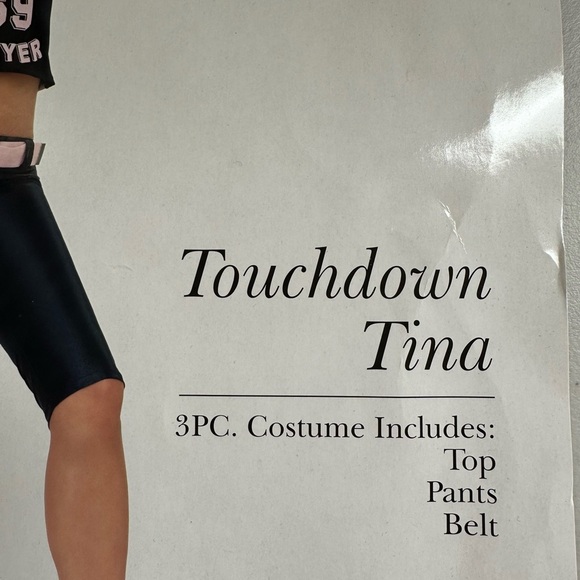 59
YER
Touchdown
Tina
3PC. Costume Includes:
Top
Pants
Belt